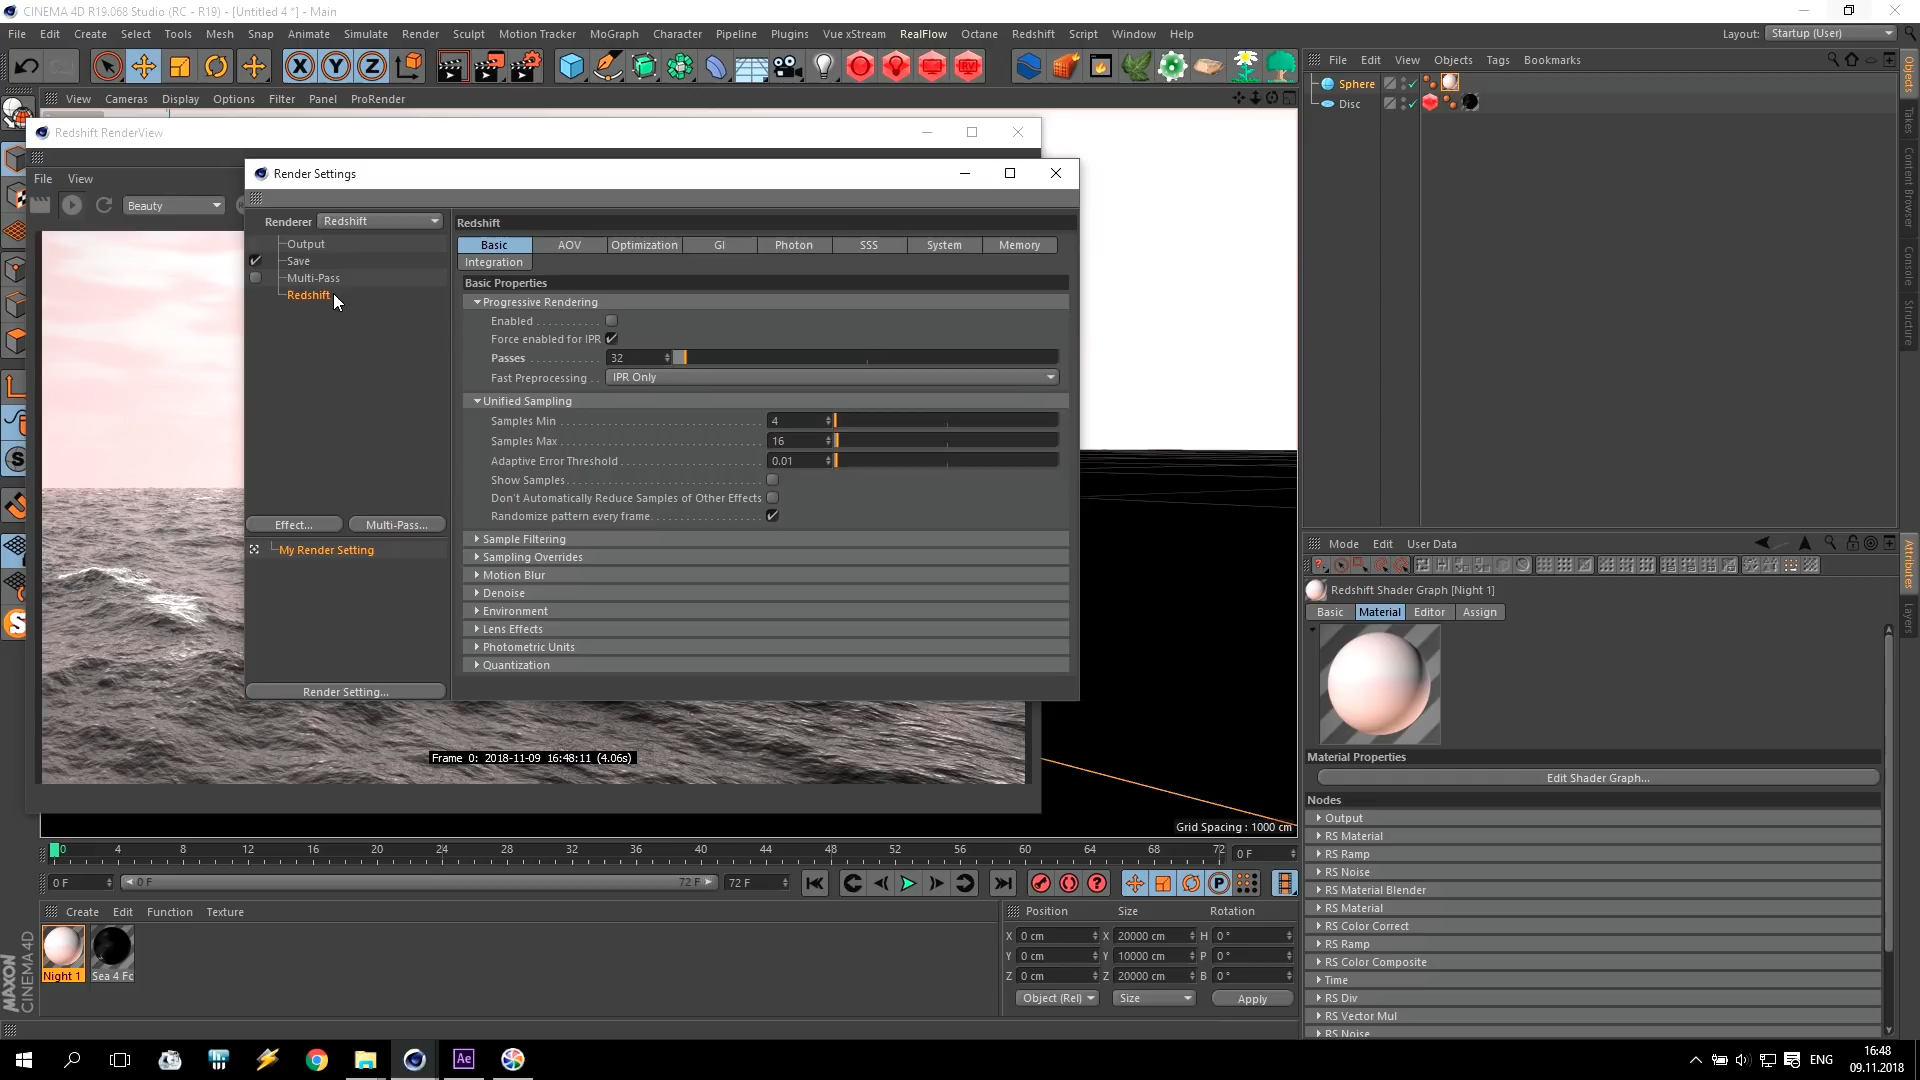 CINEMA 4D R19.068 Studio (RC - R19) - [Untitled 4 *] - Main
File Edit Create Select Tools Mesh Snap Animate Simulate Render Sculpt Motion Tracker MoGraph Character Pipeline Plugins Vue xStream RealFlow Octane Redshift Script Window Help Layout: Startup (User)
X Y Z RV
View Cameras Display Options Filter Panel ProRender
File Edit View Objects Tags Bookmarks
Sphere
Disc
Objects
Takes
Content Browser
Console
Structure
Redshift RenderView
File View
Beauty
Render Settings
Renderer Redshift
Output
Save
Multi-Pass
Redshift
Effect... Multi-Pass...
My Render Setting
Render Setting...
Redshift
Basic AOV Optimization GI Photon SSS System Memory
Integration
Basic Properties
Progressive Rendering
Enabled . . . . . . . . . . .
Force enabled for IPR
Passes . . . . . . . . . . . . 32
Fast Preprocessing . . IPR Only
Unified Sampling
Samples Min . . . . . . . . . . . . . . . . . . . . . . . . . . . . . . 4
Samples Max . . . . . . . . . . . . . . . . . . . . . . . . . . . . . 16
Adaptive Error Threshold . . . . . . . . . . . . . . . . . . . . 0.01
Show Samples . . . . . . . . . . . . . . . . . . . . . . . . . . . .
Don't Automatically Reduce Samples of Other Effects
Randomize pattern every frame. . . . . . . . . . . . . . . .
Sample Filtering
Sampling Overrides
Motion Blur
Denoise
Environment
Lens Effects
Photometric Units
Quantization
Frame 0: 2018-11-09 16:48:11 (4.06s)
Grid Spacing : 1000 cm
Mode Edit User Data
Redshift Shader Graph [Night 1]
Basic Material Editor Assign
Attributes
Layers
Material Properties
Edit Shader Graph...
Nodes
Output
RS Material
RS Ramp
RS Noise
RS Material Blender
RS Material
RS Color Correct
RS Ramp
RS Color Composite
Time
RS Div
RS Vector Mul
RS Noise
0 4 8 12 16 20 24 28 32 36 40 44 48 52 56 60 64 68 72 0 F
0 F 0 F 72 F 72 F
Create Edit Function Texture
Night 1 Sea 4 Fc
Position Size Rotation
X 0 cm X 20000 cm H 0 °
Y 0 cm Y 10000 cm P 0 °
Z 0 cm Z 20000 cm B 0 °
Object (Rel) Size Apply
MAXON
CINEMA 4D
Ae
ENG
16:48
09.11.2018